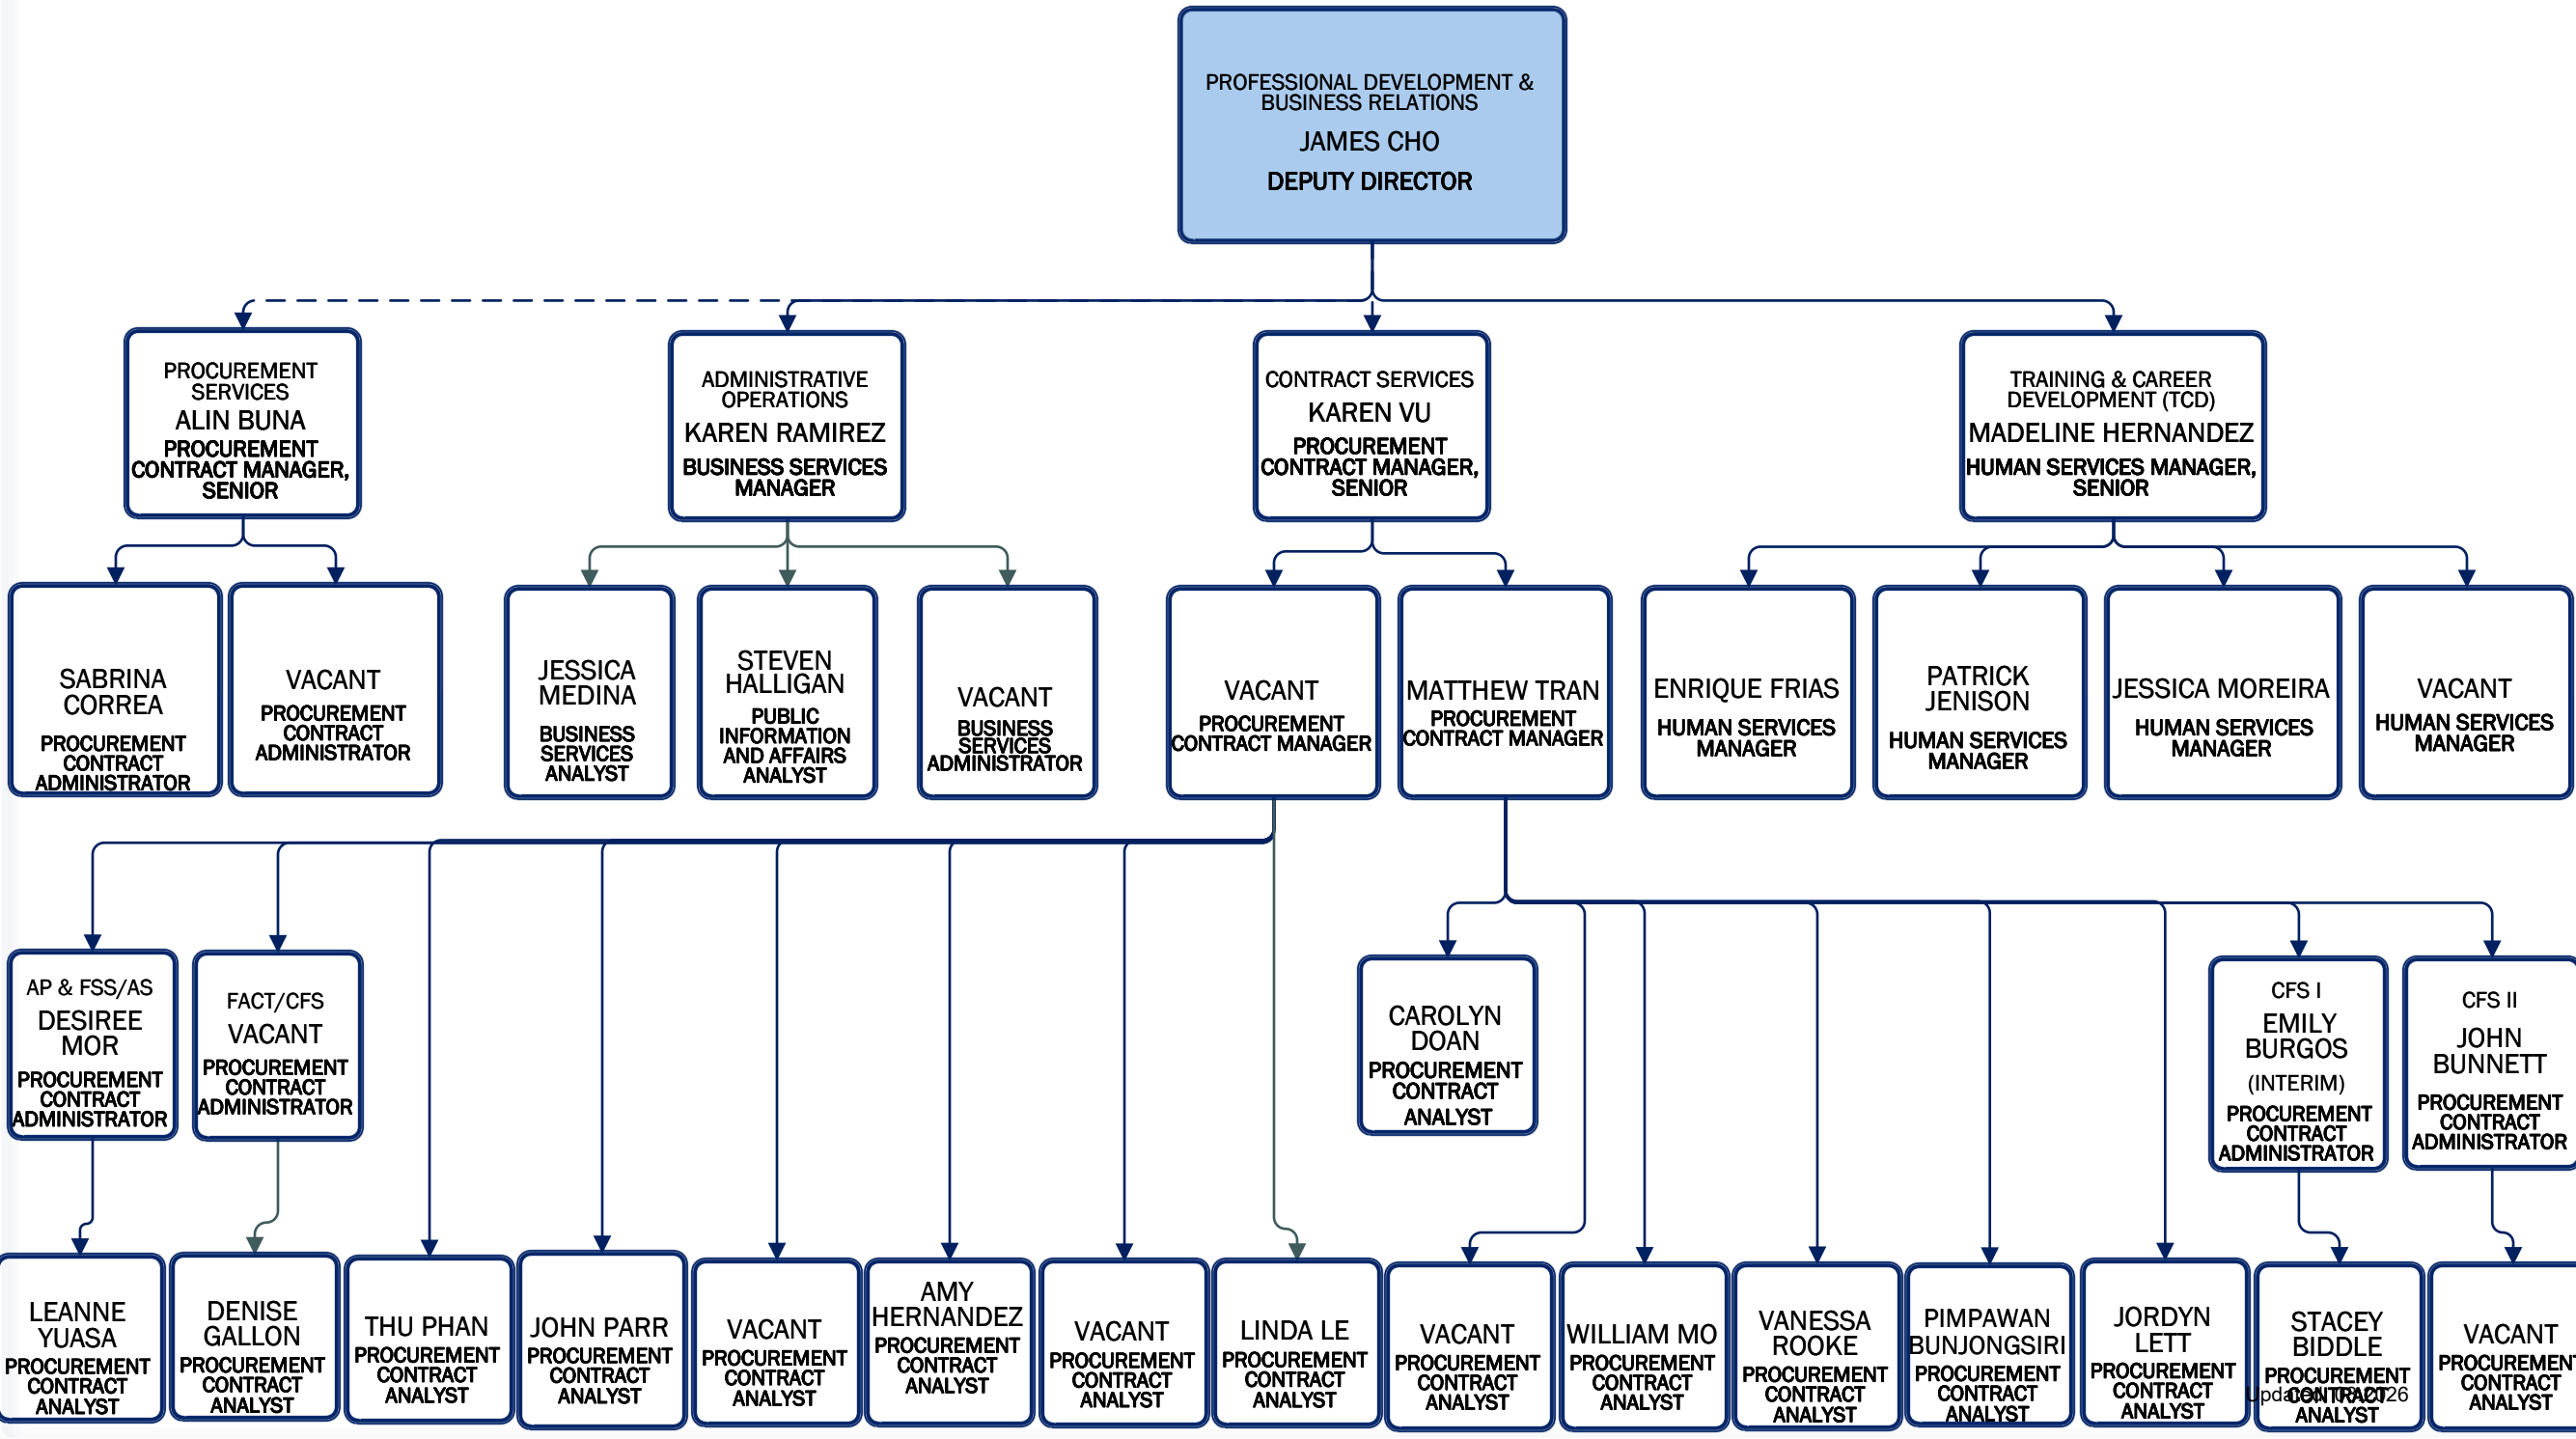 PROFESSIONAL DEVELOPMENT &
BUSINESS RELATIONS
JAMES CHO
DEPUTY DIRECTOR
PROCUREMENT
SERVICES
ALIN BUNA
PROCUREMENT
CONTRACT MANAGER,
SENIOR
ADMINISTRATIVE
OPERATIONS
KAREN RAMIREZ
BUSINESS SERVICES
MANAGER
CONTRACT SERVICES
KAREN VU
PROCUREMENT
CONTRACT MANAGER,
SENIOR
TRAINING & CAREER
DEVELOPMENT (TCD)
MADELINE HERNANDEZ
HUMAN SERVICES MANAGER,
SENIOR
SABRINA
CORREA
PROCUREMENT
CONTRACT
ADMINISTRATOR
VACANT
PROCUREMENT
CONTRACT
ADMINISTRATOR
JESSICA
MEDINA
BUSINESS
SERVICES
ANALYST
STEVEN
HALLIGAN
PUBLIC
INFORMATION
AND AFFAIRS
ANALYST
VACANT
BUSINESS
SERVICES
ADMINISTRATOR
VACANT
PROCUREMENT
CONTRACT MANAGER
MATTHEW TRAN
PROCUREMENT
CONTRACT MANAGER
ENRIQUE FRIAS
HUMAN SERVICES
MANAGER
PATRICK
JENISON
HUMAN SERVICES
MANAGER
JESSICA MOREIRA
HUMAN SERVICES
MANAGER
VACANT
HUMAN SERVICES
MANAGER
AP & FSS/AS
DESIREE
MOR
PROCUREMENT
CONTRACT
ADMINISTRATOR
FACT/CFS
VACANT
PROCUREMENT
CONTRACT
ADMINISTRATOR
CAROLYN
DOAN
PROCUREMENT
CONTRACT
ANALYST
CFS I
EMILY
BURGOS
(INTERIM)
PROCUREMENT
CONTRACT
ADMINISTRATOR
CFS II
JOHN
BUNNETT
PROCUREMENT
CONTRACT
ADMINISTRATOR
LEANNE
YUASA
PROCUREMENT
CONTRACT
ANALYST
DENISE
GALLON
PROCUREMENT
CONTRACT
ANALYST
THU PHAN
PROCUREMENT
CONTRACT
ANALYST
JOHN PARR
PROCUREMENT
CONTRACT
ANALYST
VACANT
PROCUREMENT
CONTRACT
ANALYST
AMY
HERNANDEZ
PROCUREMENT
CONTRACT
ANALYST
VACANT
PROCUREMENT
CONTRACT
ANALYST
LINDA LE
PROCUREMENT
CONTRACT
ANALYST
VACANT
PROCUREMENT
CONTRACT
ANALYST
WILLIAM MO
PROCUREMENT
CONTRACT
ANALYST
VANESSA
ROOKE
PROCUREMENT
CONTRACT
ANALYST
PIMPAWAN
BUNJONGSIRI
PROCUREMENT
CONTRACT
ANALYST
JORDYN
LETT
PROCUREMENT
CONTRACT
ANALYST
STACEY
BIDDLE
PROCUREMENT
CONTRACT
ANALYST
VACANT
PROCUREMENT
CONTRACT
ANALYST